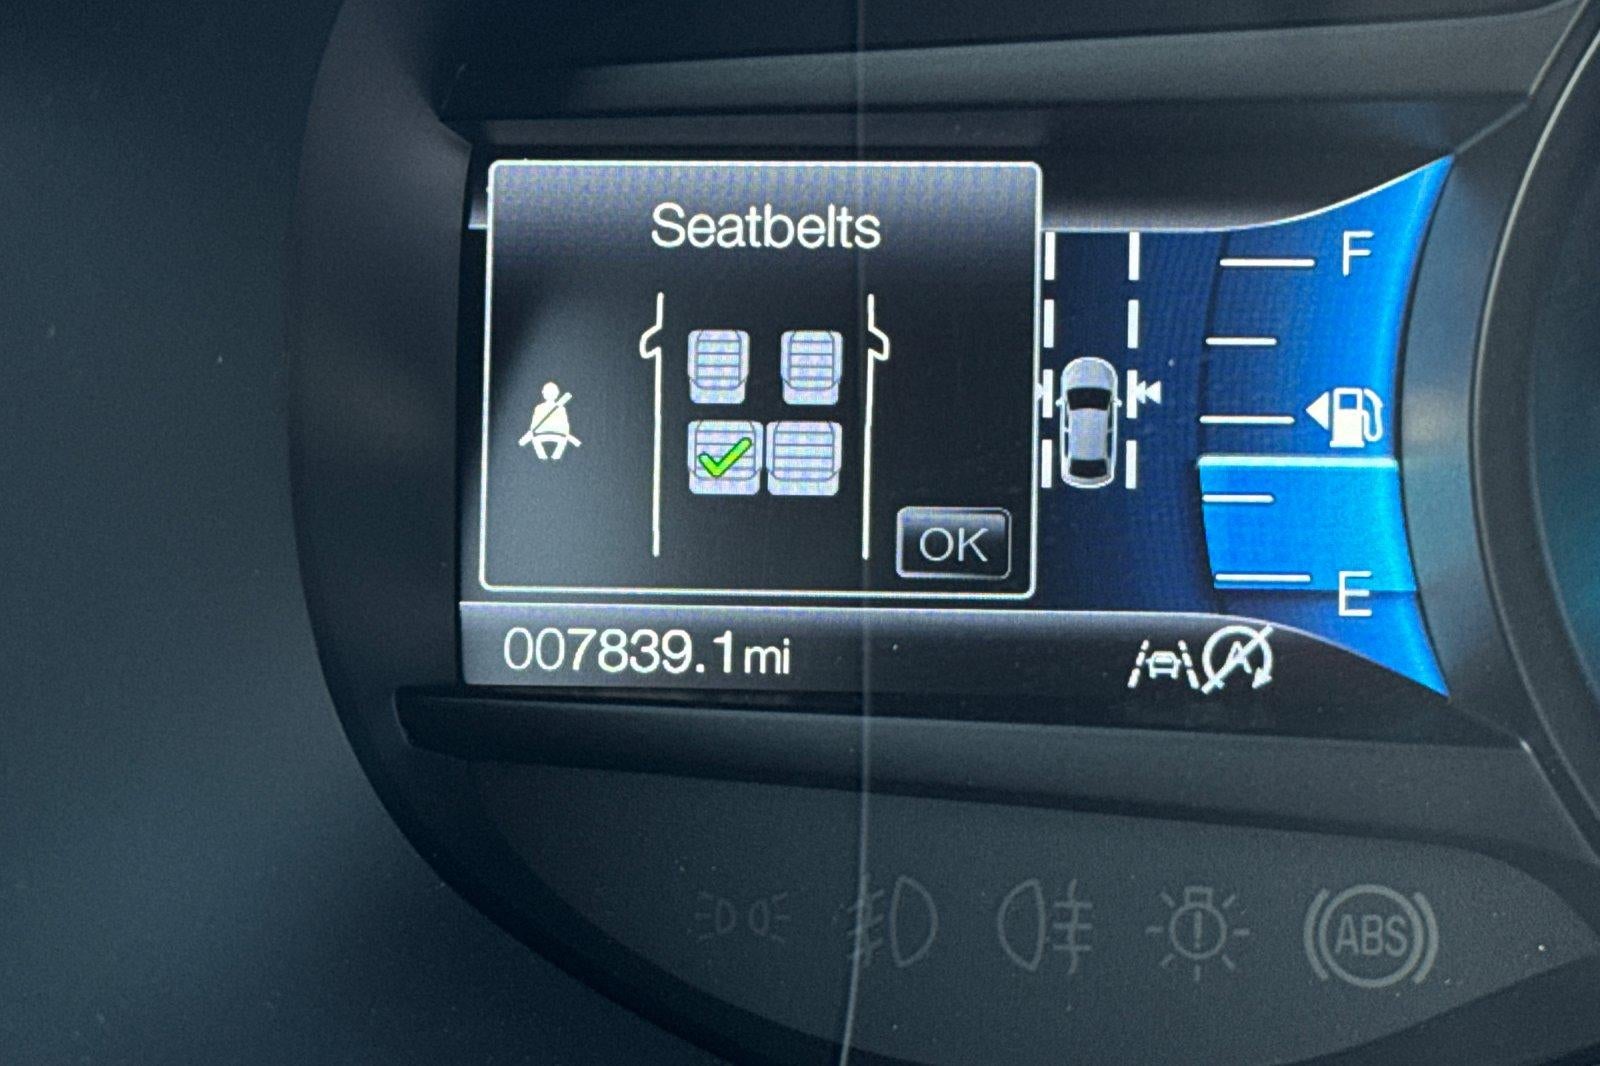 Seatbelts
F
OK
E
007839.1mi
A
ABS